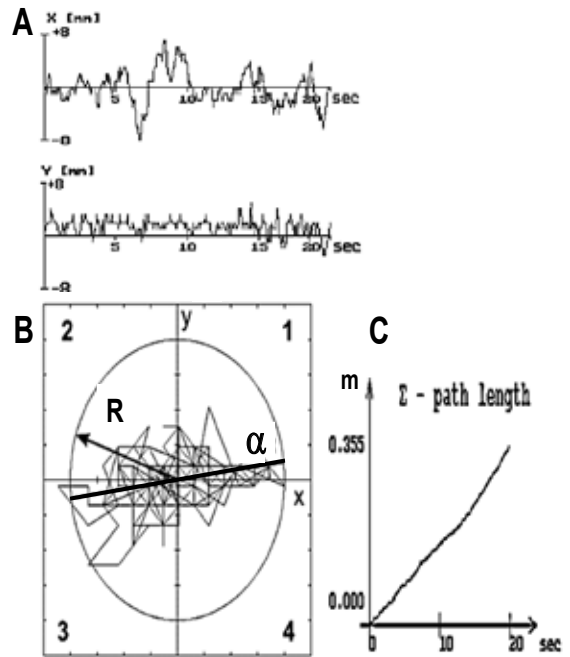 A
X [mm]
+8
5 10 15 20 sec
-8
Y [mm]
+8
5 10 15 20 sec
-8
B
2 y 1
R
α
x
3 4
C
m
Σ - path length
0.355
0.000
0 10 20 sec